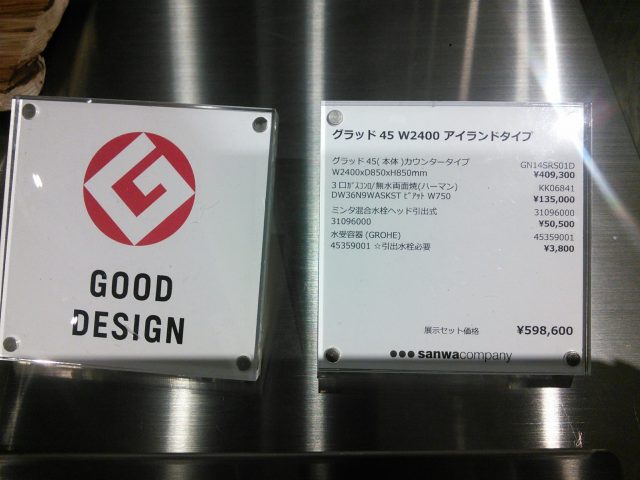 GOOD
DESIGN
グラッド 45 W2400 アイランドタイプ
グラッド 45( 本体 )カウンタータイプ GN14SRS01D
W2400xD850xH850mm ¥409,300
3 口ｶﾞｽｺﾝﾛ/無水両面焼(ハーマン) KK06841
DW36N9WASKST ﾋﾟｱｯﾄ W750 ¥135,000
ミンタ混合水栓ヘッド引出式 31096000
31096000 ¥50,500
水受容器 (GROHE) 45359001
45359001 ☆引出水栓必要 ¥3,800
展示セット価格 ¥598,600
●●● sanwacompany